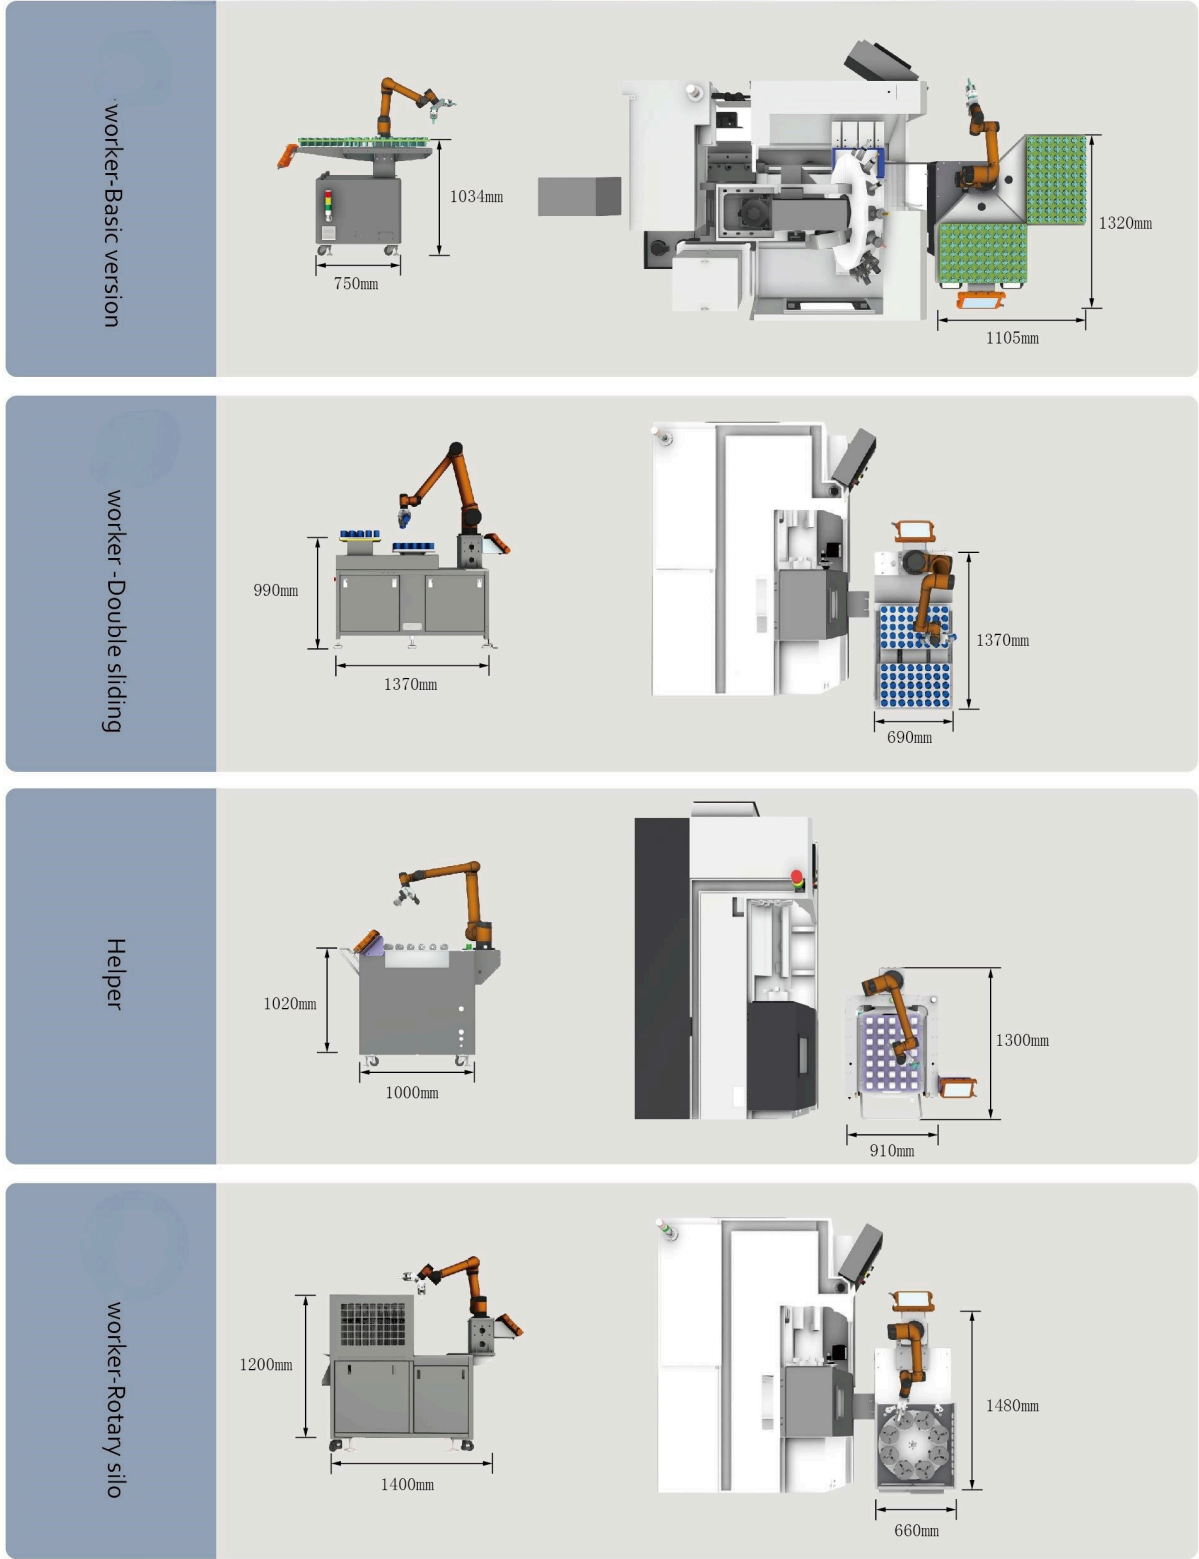 worker-Basic version
1034mm
750mm
1320mm
1105mm
worker -Double sliding
990mm
1370mm
1370mm
690mm
Helper
1020mm
1000mm
1300mm
910mm
worker-Rotary silo
1200mm
1400mm
1480mm
660mm